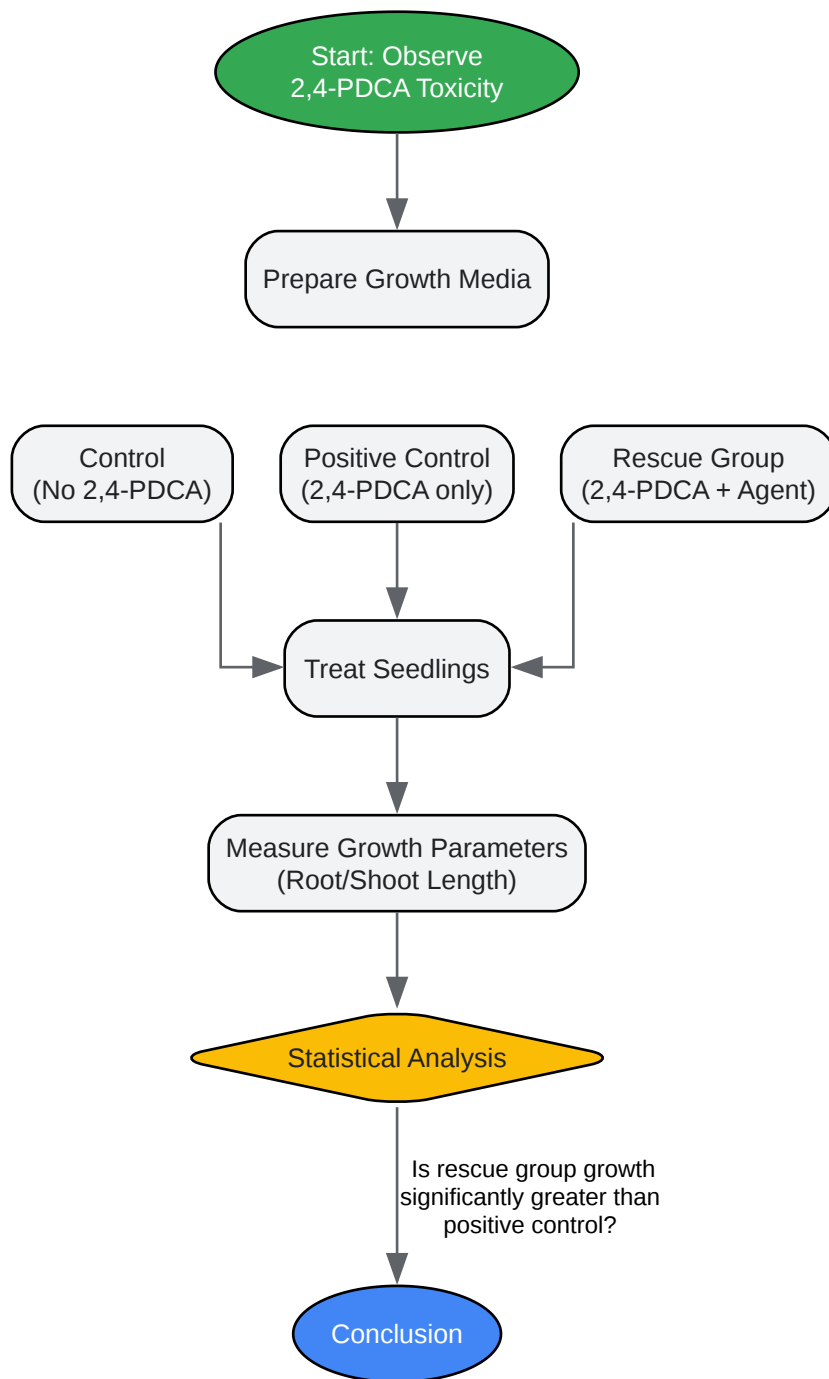 Start: Observe
2,4-PDCA Toxicity
Prepare Growth Media
Control
(No 2,4-PDCA)
Positive Control
(2,4-PDCA only)
Rescue Group
(2,4-PDCA + Agent)
Treat Seedlings
Measure Growth Parameters
(Root/Shoot Length)
Statistical Analysis
Is rescue group growth
significantly greater than
positive control?
Conclusion